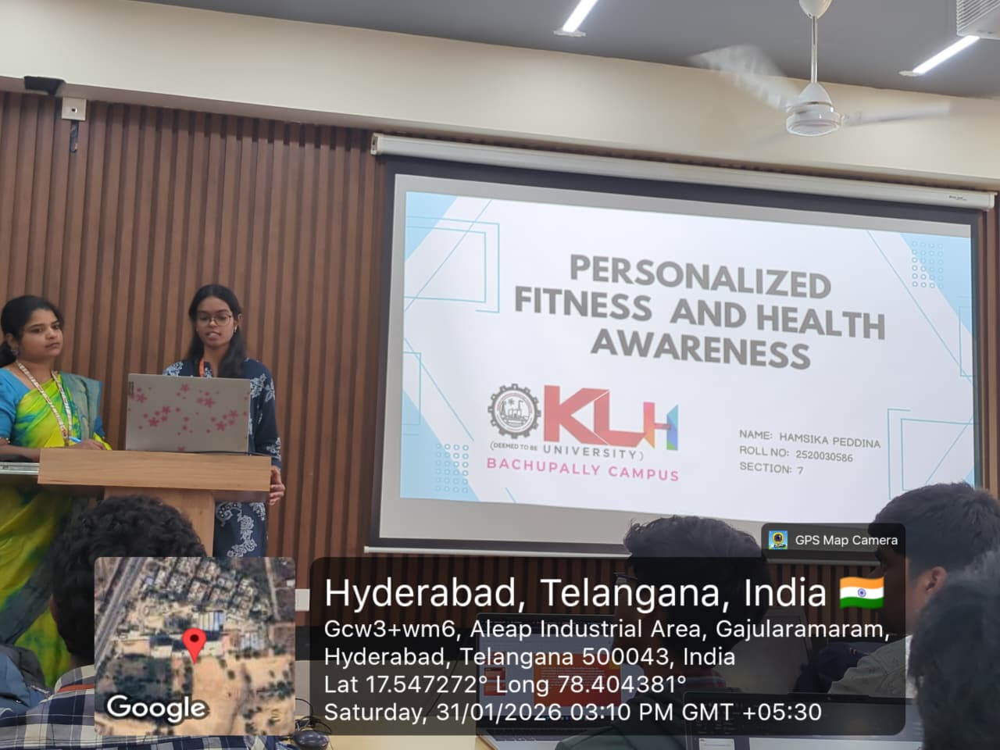 PERSONALIZED
FITNESS AND HEALTH
AWARENESS
KLH
(DEEMED TO BE UNIVERSITY)
BACHUPALLY CAMPUS
NAME: HAMSIKA PEDDINA
ROLL NO: 2520030586
SECTION: 7
GPS Map Camera
Hyderabad, Telangana, India
Gcw3+wm6, Aleap Industrial Area, Gajularamaram,
Hyderabad, Telangana 500043, India
Lat 17.547272° Long 78.404381°
Saturday, 31/01/2026 03:10 PM GMT +05:30
Google